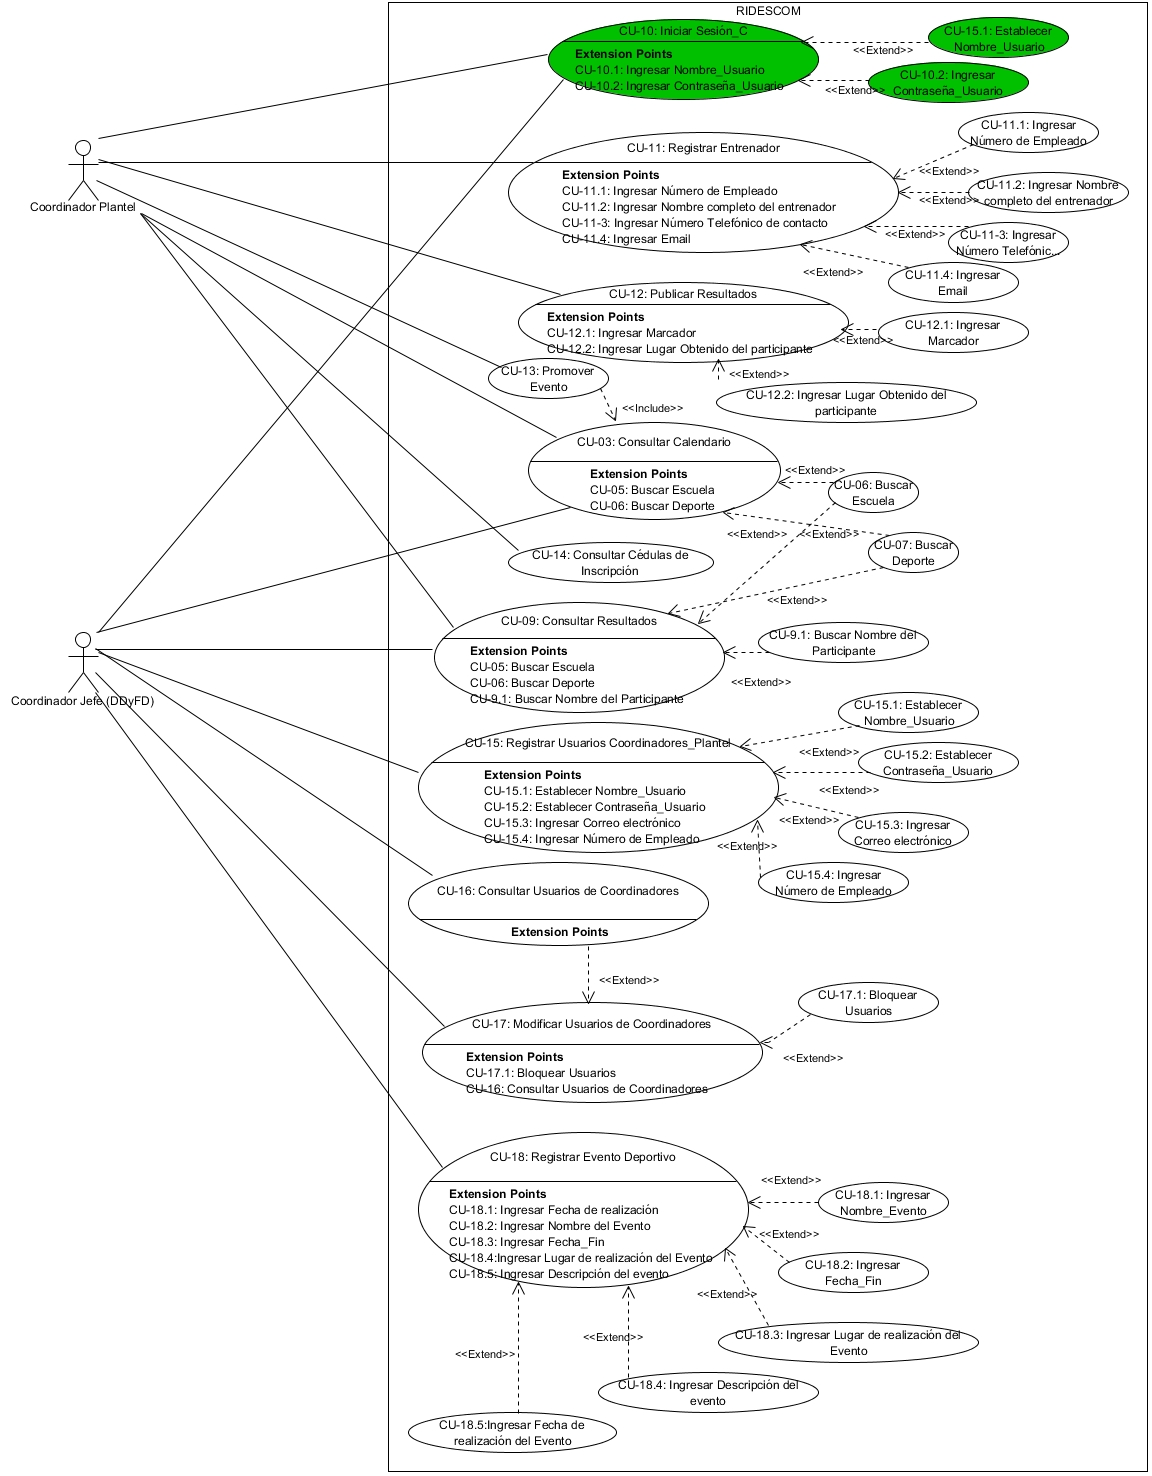 RIDESCOM
CU-10: Iniciar Sesión_C
Extension Points
CU-10.1: Ingresar Nombre_Usuario
CU-10.2: Ingresar Contraseña_Usuario
<<Extend>>
CU-15.1: Establecer
Nombre_Usuario
<<Extend>>
CU-10.2: Ingresar
Contraseña_Usuario
Coordinador Plantel
CU-11: Registrar Entrenador
Extension Points
CU-11.1: Ingresar Número de Empleado
CU-11.2: Ingresar Nombre completo del entrenador
CU-11-3: Ingresar Número Telefónico de contacto
CU-11.4: Ingresar Email
CU-11.1: Ingresar
Número de Empleado
<<Extend>>
CU-11.2: Ingresar Nombre
completo del entrenador
<<Extend>>
CU-11-3: Ingresar
Número Telefónic...
<<Extend>>
CU-11.4: Ingresar
Email
<<Extend>>
CU-12: Publicar Resultados
Extension Points
CU-12.1: Ingresar Marcador
CU-12.2: Ingresar Lugar Obtenido del participante
CU-12.1: Ingresar
Marcador
<<Extend>>
<<Extend>>
CU-12.2: Ingresar Lugar Obtenido del
participante
CU-13: Promover
Evento
<<Include>>
CU-03: Consultar Calendario
Extension Points
CU-05: Buscar Escuela
CU-06: Buscar Deporte
<<Extend>>
CU-06: Buscar
Escuela
<<Extend>>
<<Extend>>
CU-07: Buscar
Deporte
<<Extend>>
CU-14: Consultar Cédulas de
Inscripción
CU-09: Consultar Resultados
Extension Points
CU-05: Buscar Escuela
CU-06: Buscar Deporte
CU-9.1: Buscar Nombre del Participante
CU-9.1: Buscar Nombre del
Participante
<<Extend>>
Coordinador Jefe (DDyFD)
CU-15: Registrar Usuarios Coordinadores_Plantel
Extension Points
CU-15.1: Establecer Nombre_Usuario
CU-15.2: Establecer Contraseña_Usuario
CU-15.3: Ingresar Correo electrónico
CU-15.4: Ingresar Número de Empleado
CU-15.1: Establecer
Nombre_Usuario
<<Extend>>
CU-15.2: Establecer
Contraseña_Usuario
<<Extend>>
CU-15.3: Ingresar
Correo electrónico
<<Extend>>
<<Extend>>
CU-15.4: Ingresar
Número de Empleado
CU-16: Consultar Usuarios de Coordinadores
Extension Points
<<Extend>>
CU-17: Modificar Usuarios de Coordinadores
Extension Points
CU-17.1: Bloquear Usuarios
CU-16: Consultar Usuarios de Coordinadores
CU-17.1: Bloquear
Usuarios
<<Extend>>
CU-18: Registrar Evento Deportivo
Extension Points
CU-18.1: Ingresar Fecha de realización
CU-18.2: Ingresar Nombre del Evento
CU-18.3: Ingresar Fecha_Fin
CU-18.4:Ingresar Lugar de realización del Evento
CU-18.5: Ingresar Descripción del evento
<<Extend>>
CU-18.1: Ingresar
Nombre_Evento
<<Extend>>
CU-18.2: Ingresar
Fecha_Fin
<<Extend>>
CU-18.3: Ingresar Lugar de realización del
Evento
<<Extend>>
CU-18.4: Ingresar Descripción del
evento
<<Extend>>
CU-18.5:Ingresar Fecha de
realización del Evento